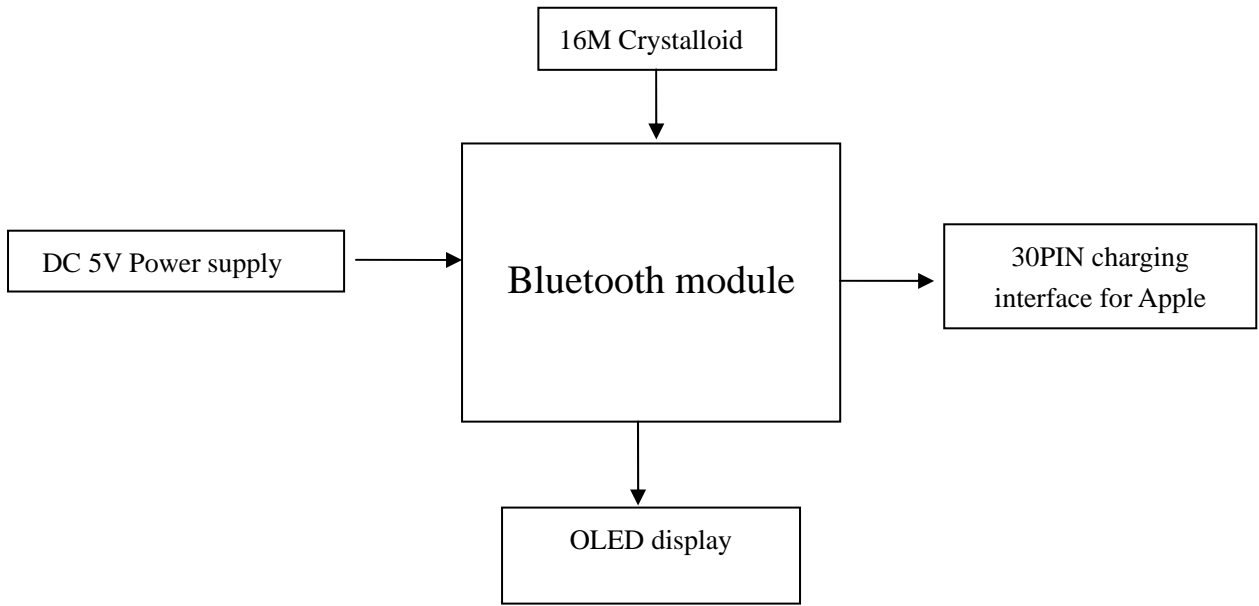 16M Crystalloid
DC 5V Power supply
Bluetooth module
30PIN charging
interface for Apple
OLED display